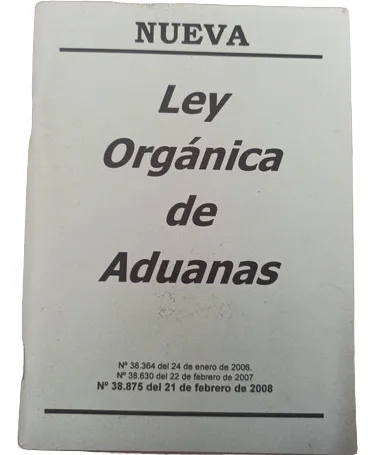 NUEVA
Ley
Orgánica
de
Aduanas
Nº 38.364 del 24 de enero de 2006.
Nº 38.630 del 22 de febrero de 2007
Nº 38.875 del 21 de febrero de 2008